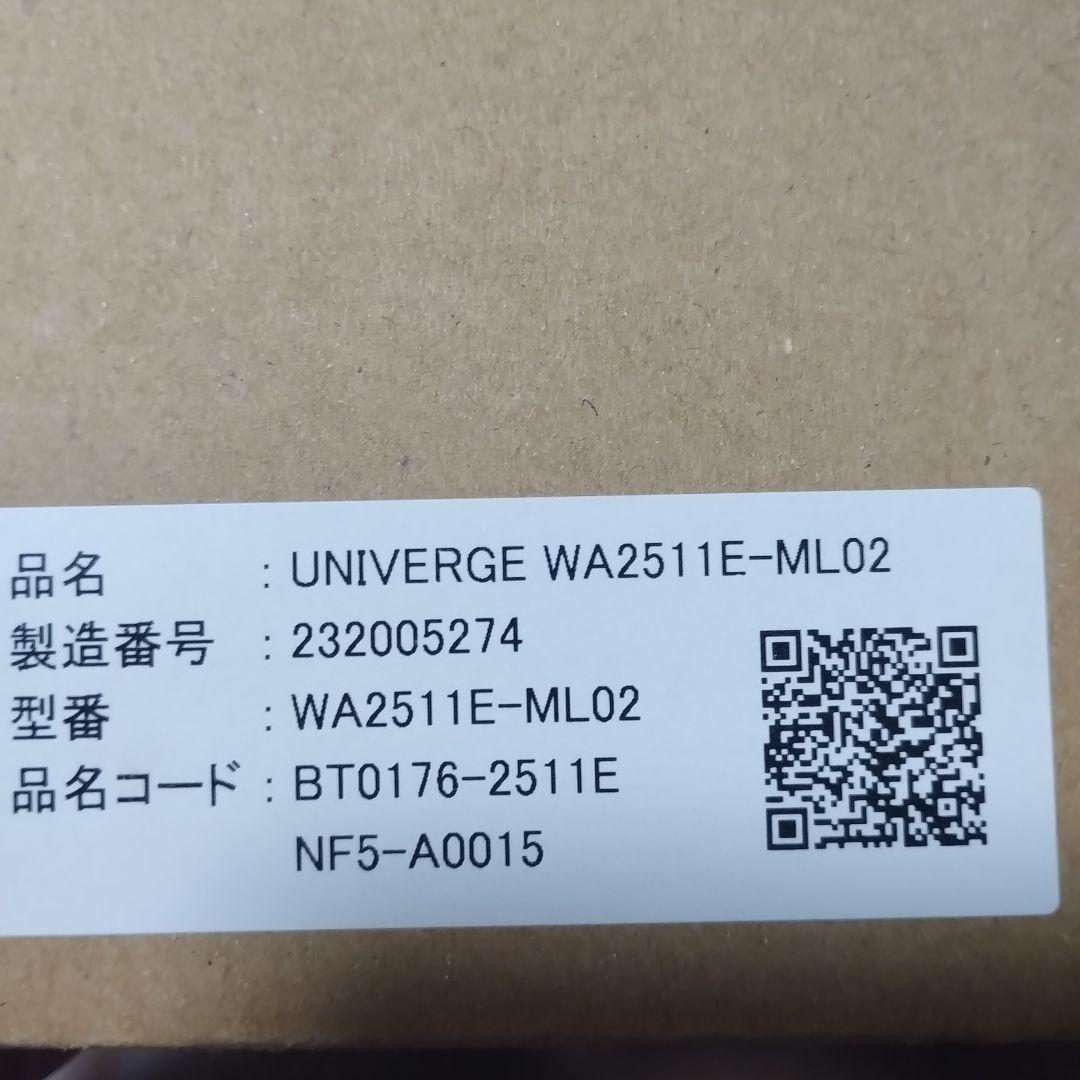 品名 : UNIVERGE WA2511E-ML02
製造番号 : 232005274
型番 : WA2511E-ML02
品名コード : BT0176-2511E
NF5-A0015